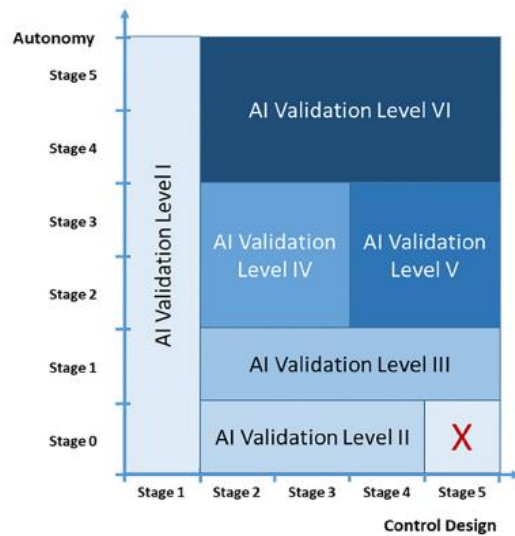 Autonomy
Stage 5
Stage 4
Stage 3
Stage 2
Stage 1
Stage 0
AI Validation Level I
AI Validation Level VI
AI Validation
Level IV
AI Validation
Level V
AI Validation Level III
AI Validation Level II
X
Stage 1
Stage 2
Stage 3
Stage 4
Stage 5
Control Design